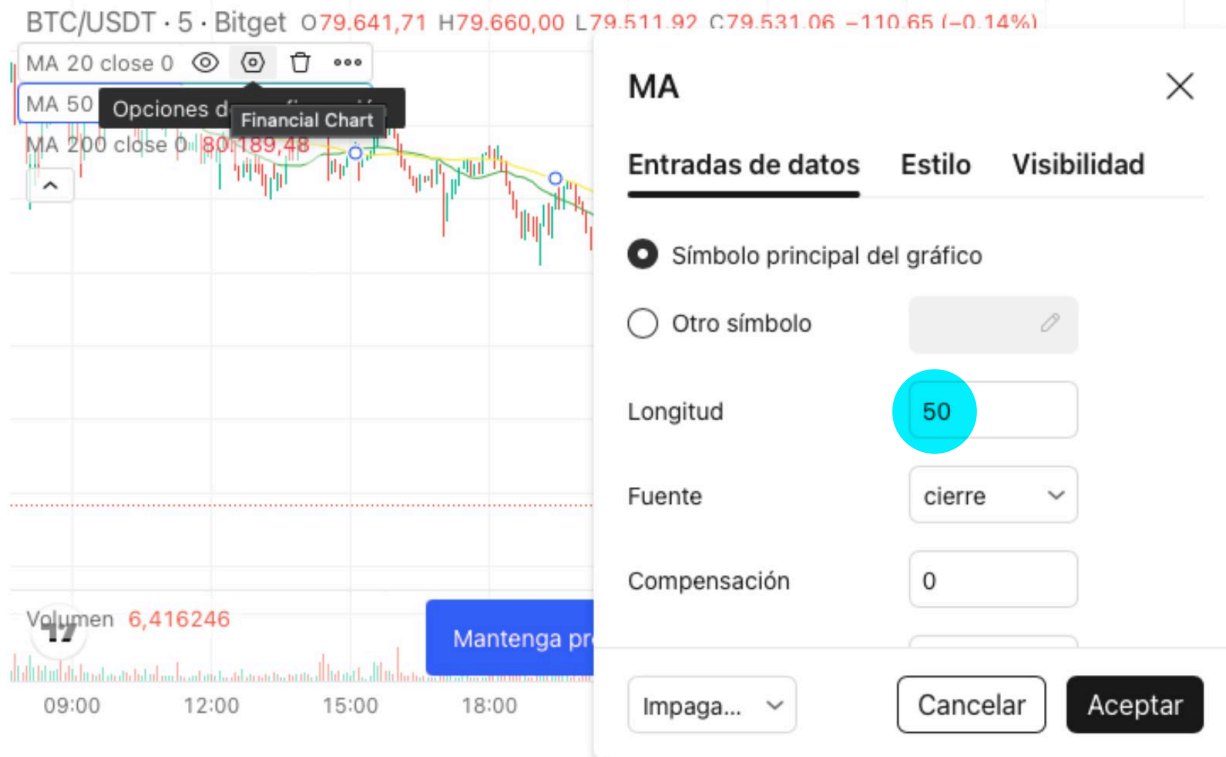 BTC/USDT · 5 · Bitget O79.641,71 H79.660,00 L79.511,92 C79.531,06 −110,65 (−0,14%)
MA 20 close 0
MA 50
Opciones de
Financial Chart
MA 200 close 0 80.189,48
Volumen 6,416246
Mantenga
09:00 12:00 15:00 18:00
MA
Entradas de datos Estilo Visibilidad
Símbolo principal del gráfico
Otro símbolo
Longitud 50
Fuente cierre
Compensación 0
Impaga...
Cancelar
Aceptar